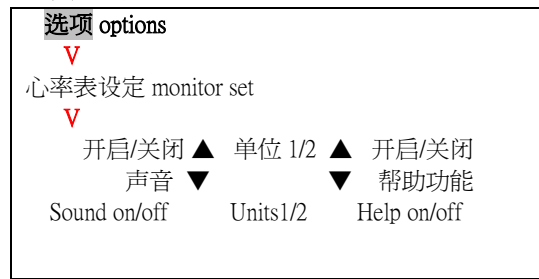 选项 options
V
心率表设定 monitor set
V
开启/关闭 ▲ 单位 1/2 ▲ 开启/关闭
声音 ▼ ▼ 帮助功能
Sound on/off Units1/2 Help on/off